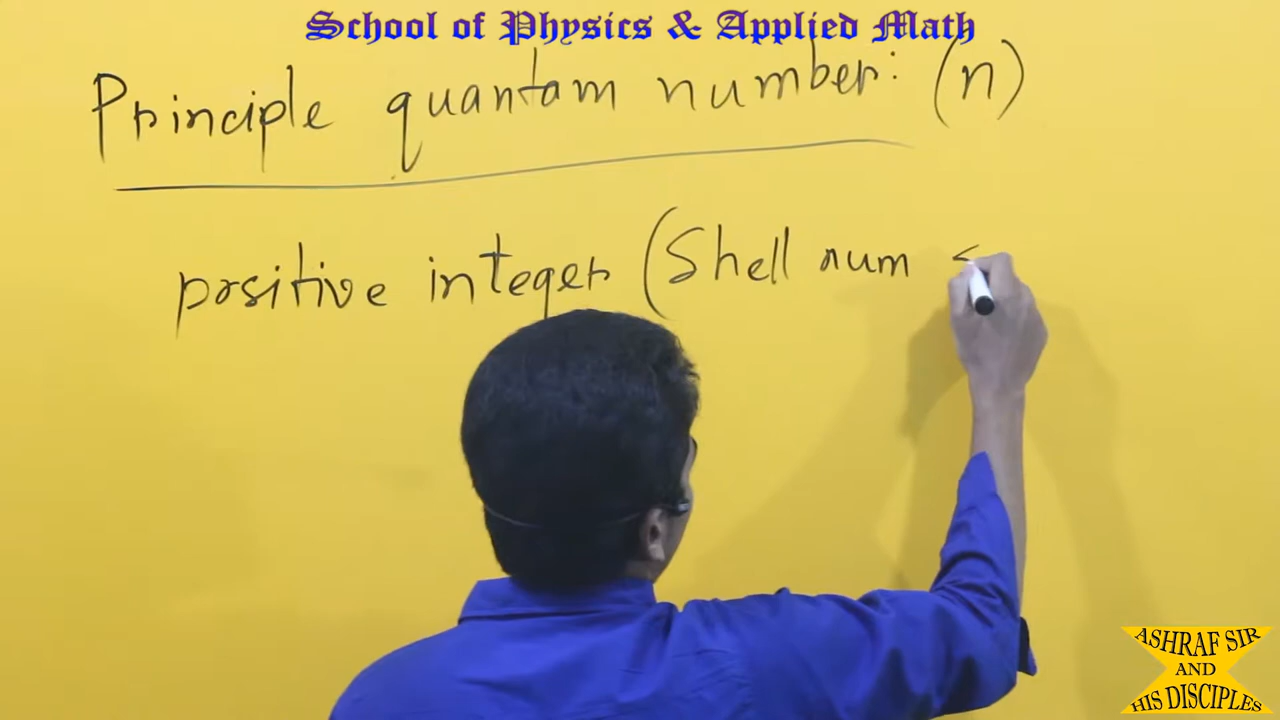 School of Physics & Applied Math
Principle quantam number: (n)
positive integer (Shell num
ASHRAF SIR
AND
HIS DISCIPLES